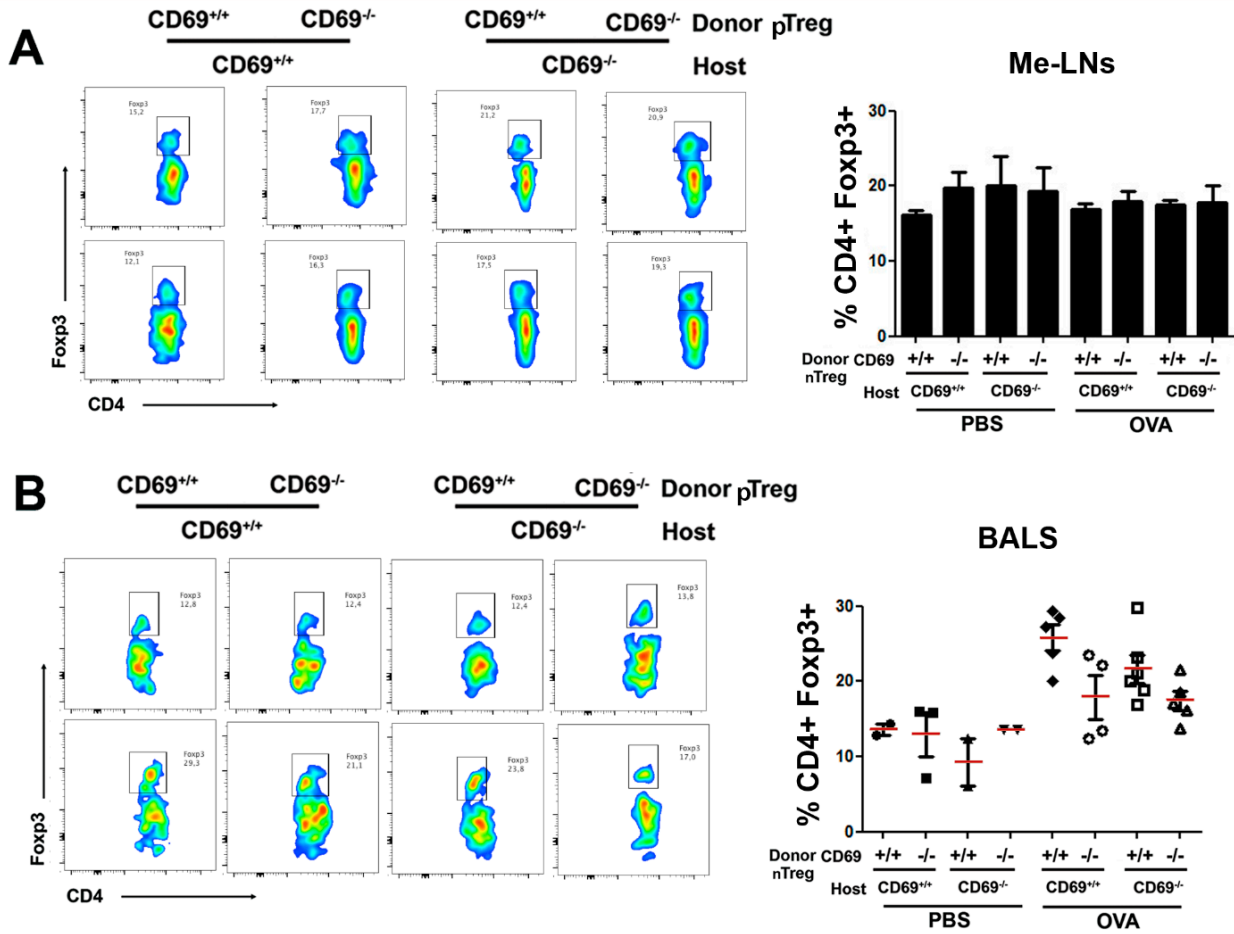 A
CD69+/+ CD69-/- CD69+/+ CD69-/- Donor pTreg
CD69+/+ CD69-/- Host
Foxp3 15,2
Foxp3 17,7
Foxp3 21,2
Foxp3 20,9
Foxp3 12,1
Foxp3 16,3
Foxp3 17,5
Foxp3 19,3
Foxp3
CD4
Me-LNs
% CD4+ Foxp3+
30
20
10
0
Donor CD69 +/+ -/- +/+ -/- +/+ -/- +/+ -/-
nTreg
Host CD69+/+ CD69-/- CD69+/+ CD69-/-
PBS OVA
B
CD69+/+ CD69-/- CD69+/+ CD69-/- Donor pTreg
CD69+/+ CD69-/- Host
Foxp3 12,8
Foxp3 12,4
Foxp3 12,4
Foxp3 13,8
Foxp3 29,3
Foxp3 21,1
Foxp3 23,8
Foxp3 17,0
Foxp3
CD4
BALS
% CD4+ Foxp3+
30
20
10
0
Donor CD69 +/+ -/- +/+ -/- +/+ -/- +/+ -/-
nTreg
Host CD69+/+ CD69-/- CD69+/+ CD69-/-
PBS OVA